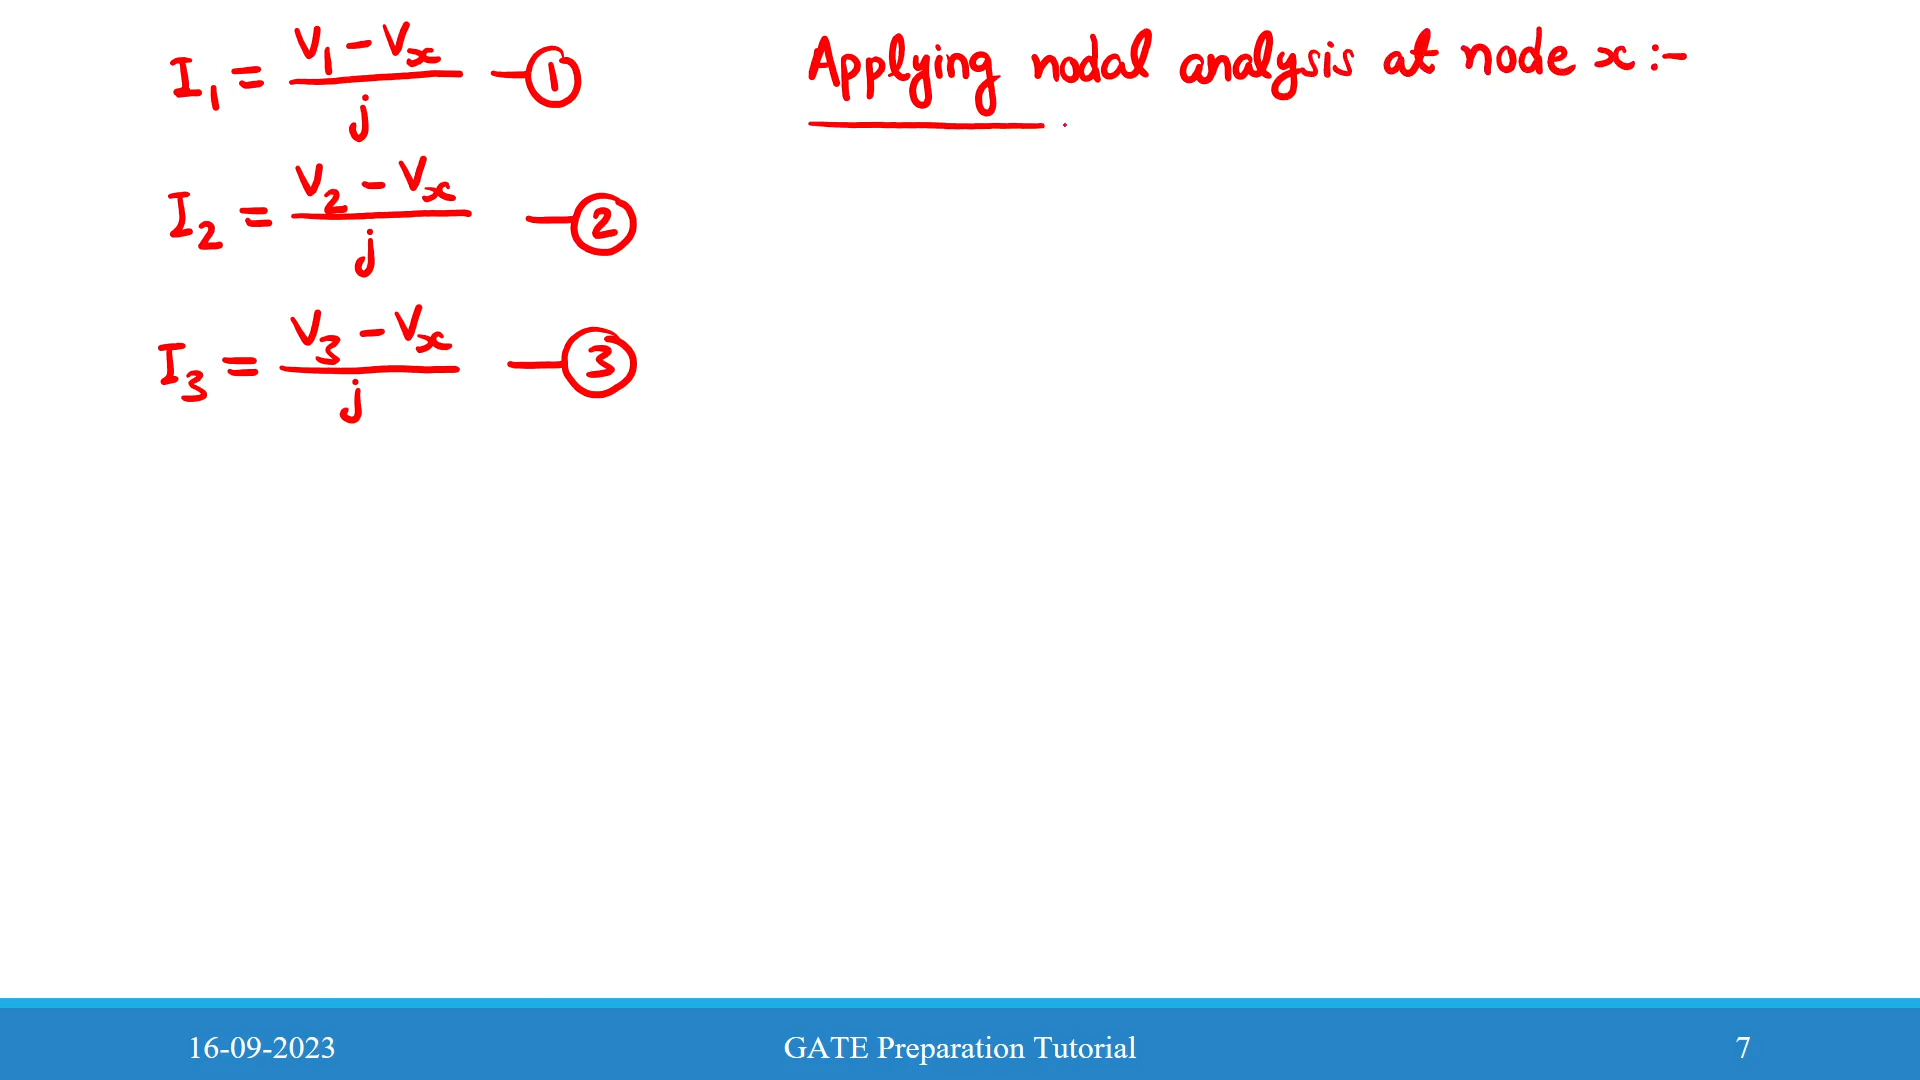 I₁ = (V₁ − Vₓ) / j —①
I₂ = (V₂ − Vₓ) / j —②
I₃ = (V₃ − Vₓ) / j —③
Applying nodal analysis at node x :-
16-09-2023
GATE Preparation Tutorial
7